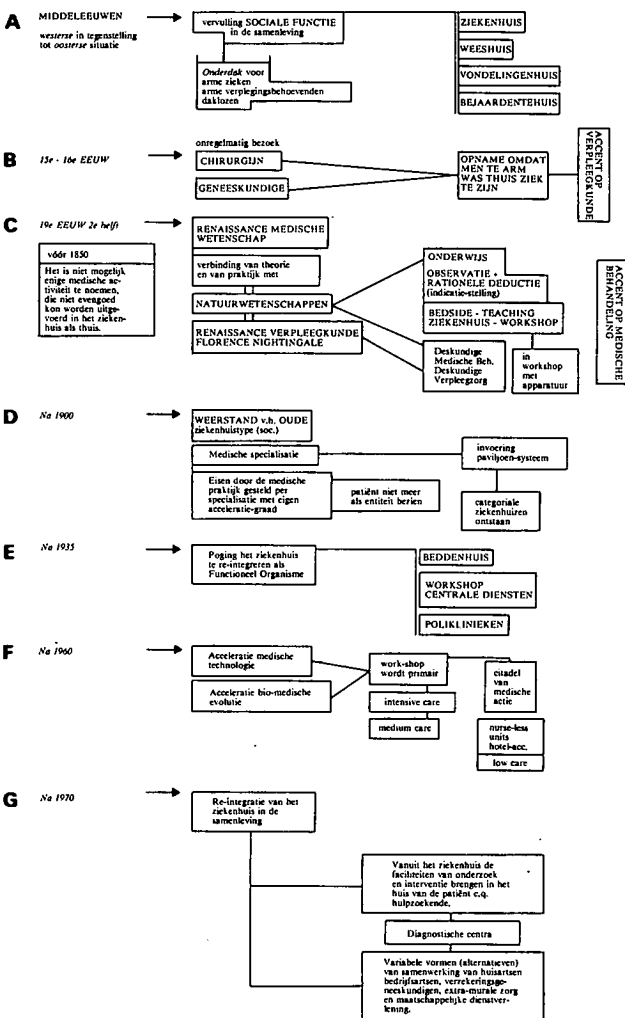 A
MIDDELEEUWEN
westerse in tegenstelling
tot oosterse situatie
vervulling SOCIALE FUNCTIE
in de samenleving
Onderdak voor
arme zieken
arme verplegingsbehoevenden
daklozen
ZIEKENHUIS
WEESHUIS
VONDELINGENHUIS
BEJAARDENTEHUIS
B
15e - 16e EEUW
onregelmatig bezoek
CHIRURGIJN
GENEESKUNDIGE
OPNAME OMDAT
MEN TE ARM
WAS THUIS ZIEK
TE ZIJN
ACCENT OP
VERPLEEGKUNDE
C
19e EEUW 2e helft
vóór 1850
Het is niet mogelijk
enige medische ac-
tiviteit te noemen,
die niet evengoed
kon worden uitge-
voerd in het zieken-
huis als thuis.
RENAISSANCE MEDISCHE
WETENSCHAP
verbinding van theorie
en van praktijk met
NATUURWETENSCHAPPEN
RENAISSANCE VERPLEEGKUNDE
FLORENCE NIGHTINGALE
ONDERWIJS
OBSERVATIE +
RATIONELE DEDUCTIE
(indicatie-stelling)
BEDSIDE - TEACHING
ZIEKENHUIS - WORKSHOP
Deskundige
Medische Beh.
Deskundige
Verpleegzorg
in
workshop
met
apparatuur
ACCENT OP MEDISCHE
BEHANDELING
D
Na 1900
WEERSTAND v.h. OUDE
ziekenhuistype (soc.)
Medische specialisatie
Eisen door de medische
praktijk gesteld per
specialisatie met eigen
acceleratie-graad
patiënt niet meer
als entiteit bezien
invoering
paviljoen-systeem
categoriale
ziekenhuizen
ontstaan
E
Na 1935
Poging het ziekenhuis
te re-integreren als
Functioneel Organisme
BEDDENHUIS
WORKSHOP
CENTRALE DIENSTEN
POLIKLINIEKEN
F
Na 1960
Acceleratie medische
technologie
Acceleratie bio-medische
evolutie
work-shop
wordt primair
intensive care
medium care
citadel
van
medische
actie
nurse-less
units
hotel-acc.
low care
G
Na 1970
Re-integratie van het
ziekenhuis in de
samenleving
Vanuit het ziekenhuis de
faciliteiten van onderzoek
en interventie brengen in het
huis van de patiënt c.q.
hulpzoekende.
Diagnostische centra
Variabele vormen (alternatieven)
van samenwerking van huisartsen
bedrijfsartsen, verzekeringsge-
neeskundigen, extra-murale zorg
en maatschappelijke dienstver-
lening.